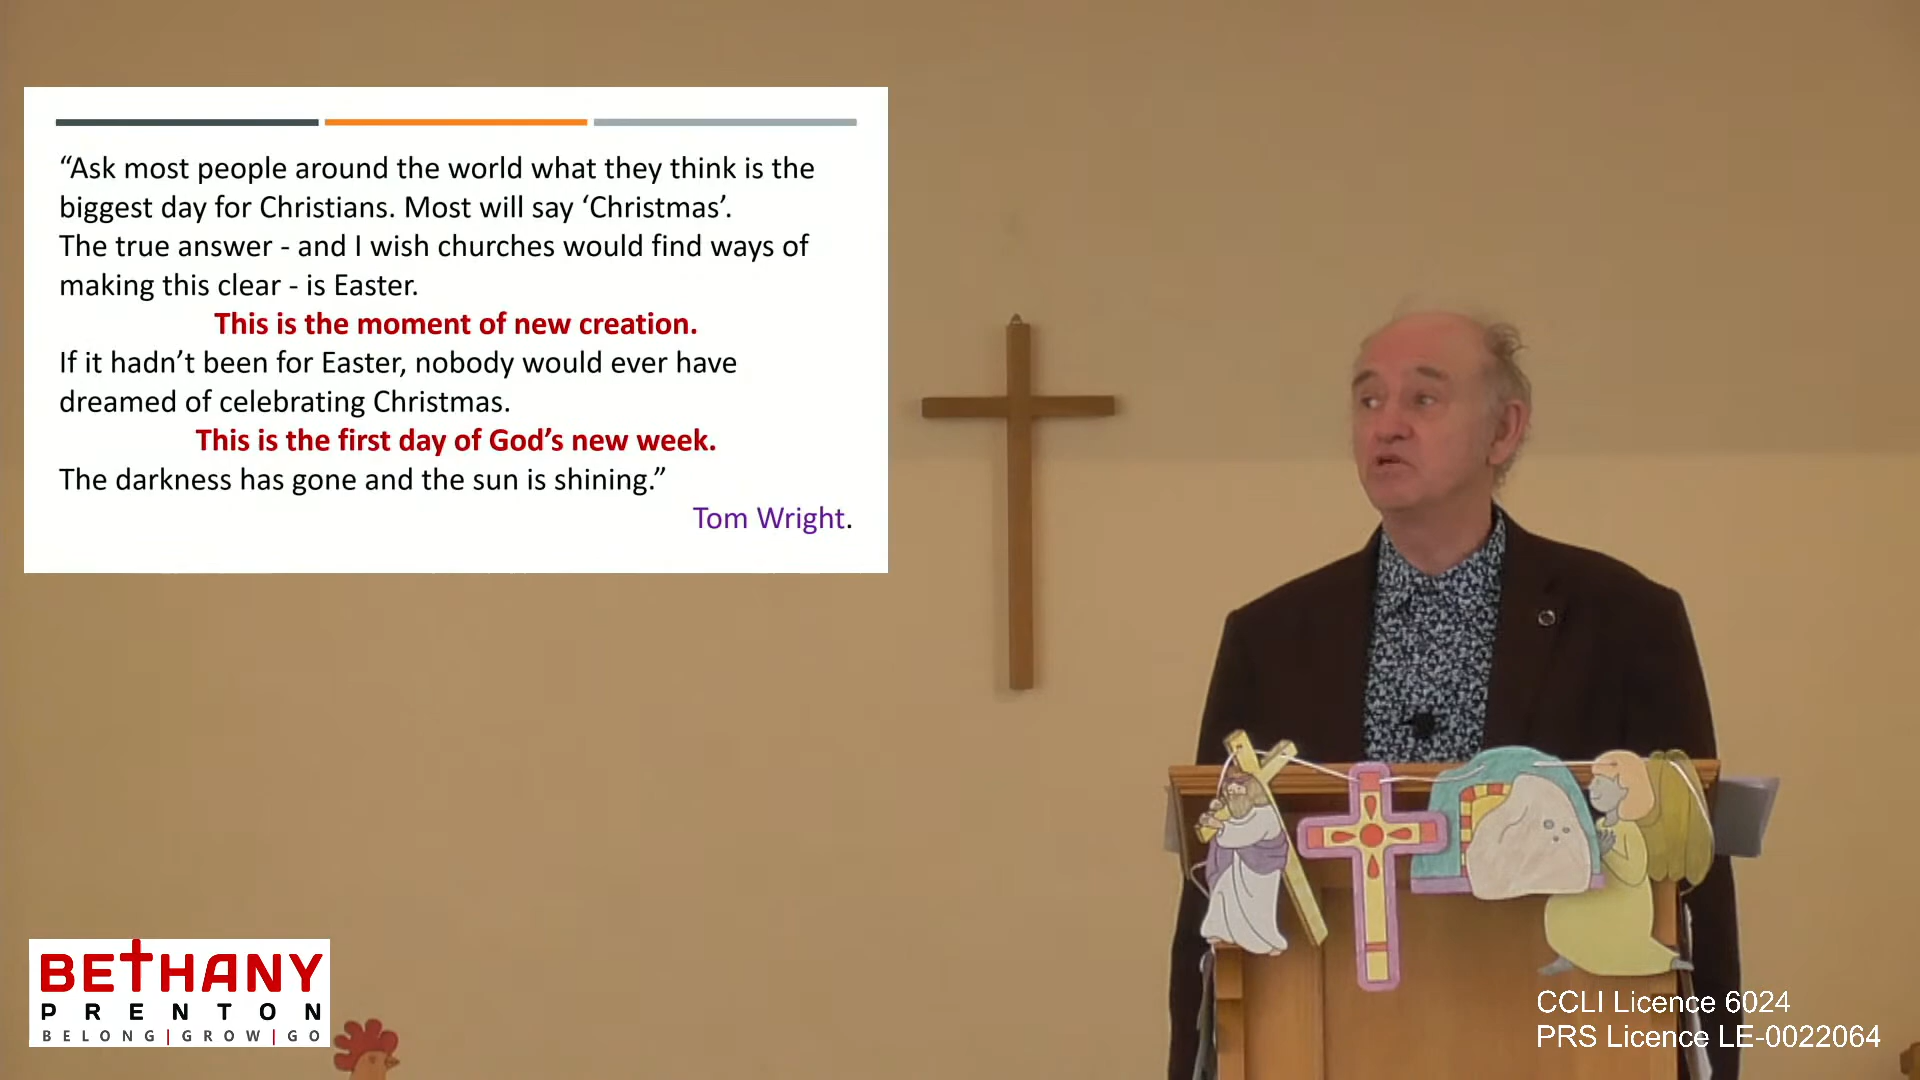 “Ask most people around the world what they think is the
biggest day for Christians. Most will say ‘Christmas’.
The true answer - and I wish churches would find ways of
making this clear - is Easter.
This is the moment of new creation.
If it hadn’t been for Easter, nobody would ever have
dreamed of celebrating Christmas.
This is the first day of God’s new week.
The darkness has gone and the sun is shining.”
Tom Wright.
BETHANY
PRENTON
BELONG|GROW|GO
CCLI Licence 6024
PRS Licence LE-0022064